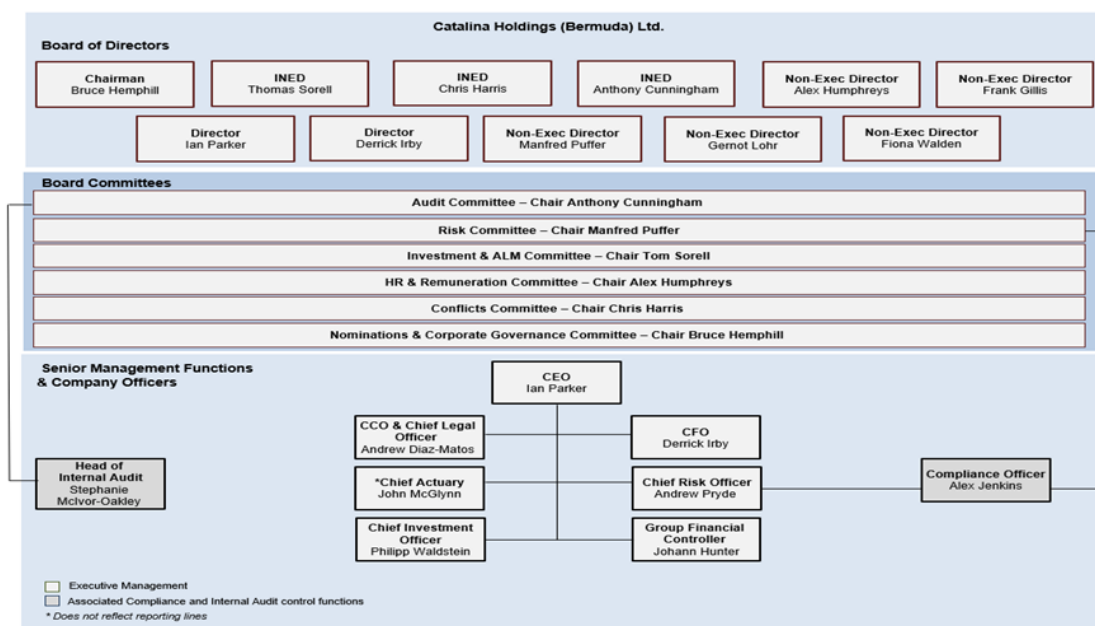 Catalina Holdings (Bermuda) Ltd.
Board of Directors
Chairman
Bruce Hemphill
INED
Thomas Sorell
INED
Chris Harris
INED
Anthony Cunningham
Non-Exec Director
Alex Humphreys
Non-Exec Director
Frank Gillis
Director
Ian Parker
Director
Derrick Irby
Non-Exec Director
Manfred Puffer
Non-Exec Director
Gernot Lohr
Non-Exec Director
Fiona Walden
Board Committees
Audit Committee – Chair Anthony Cunningham
Risk Committee – Chair Manfred Puffer
Investment & ALM Committee – Chair Tom Sorell
HR & Remuneration Committee – Chair Alex Humphreys
Conflicts Committee – Chair Chris Harris
Nominations & Corporate Governance Committee – Chair Bruce Hemphill
Senior Management Functions
& Company Officers
CEO
Ian Parker
CCO & Chief Legal
Officer
Andrew Diaz-Matos
CFO
Derrick Irby
Head of
Internal Audit
Stephanie
McIvor-Oakley
*Chief Actuary
John McGlynn
Chief Risk Officer
Andrew Pryde
Compliance Officer
Alex Jenkins
Chief Investment
Officer
Philipp Waldstein
Group Financial
Controller
Johann Hunter
Executive Management
Associated Compliance and Internal Audit control functions
* Does not reflect reporting lines